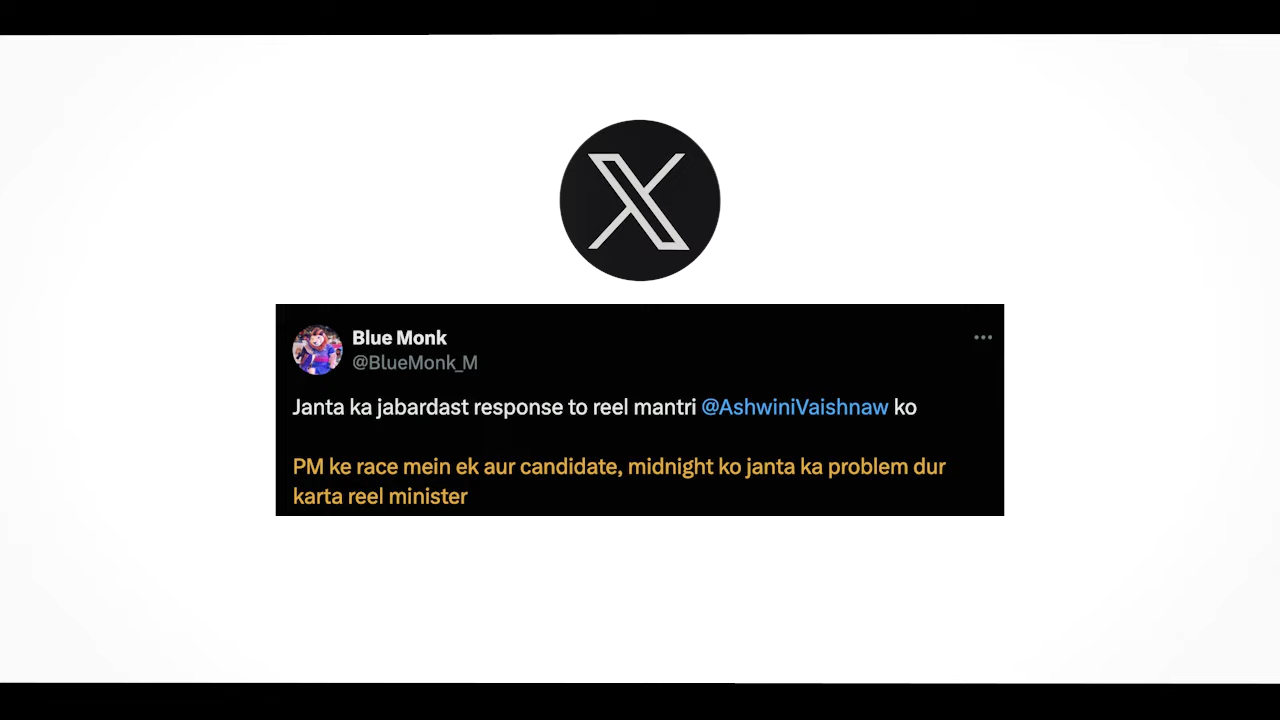 X
Blue Monk
@BlueMonk_M
Janta ka jabardast response to reel mantri @AshwiniVaishnaw ko
PM ke race mein ek aur candidate, midnight ko janta ka problem dur
karta reel minister